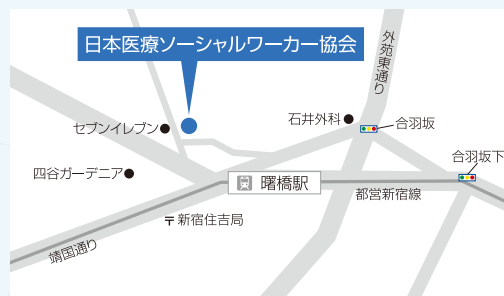 日本医療ソーシャルワーカー協会
外苑東通り
セブンイレブン
石井外科
合羽坂
四谷ガーデニア
合羽坂下
曙橋駅
都営新宿線
〒新宿住吉局
靖国通り